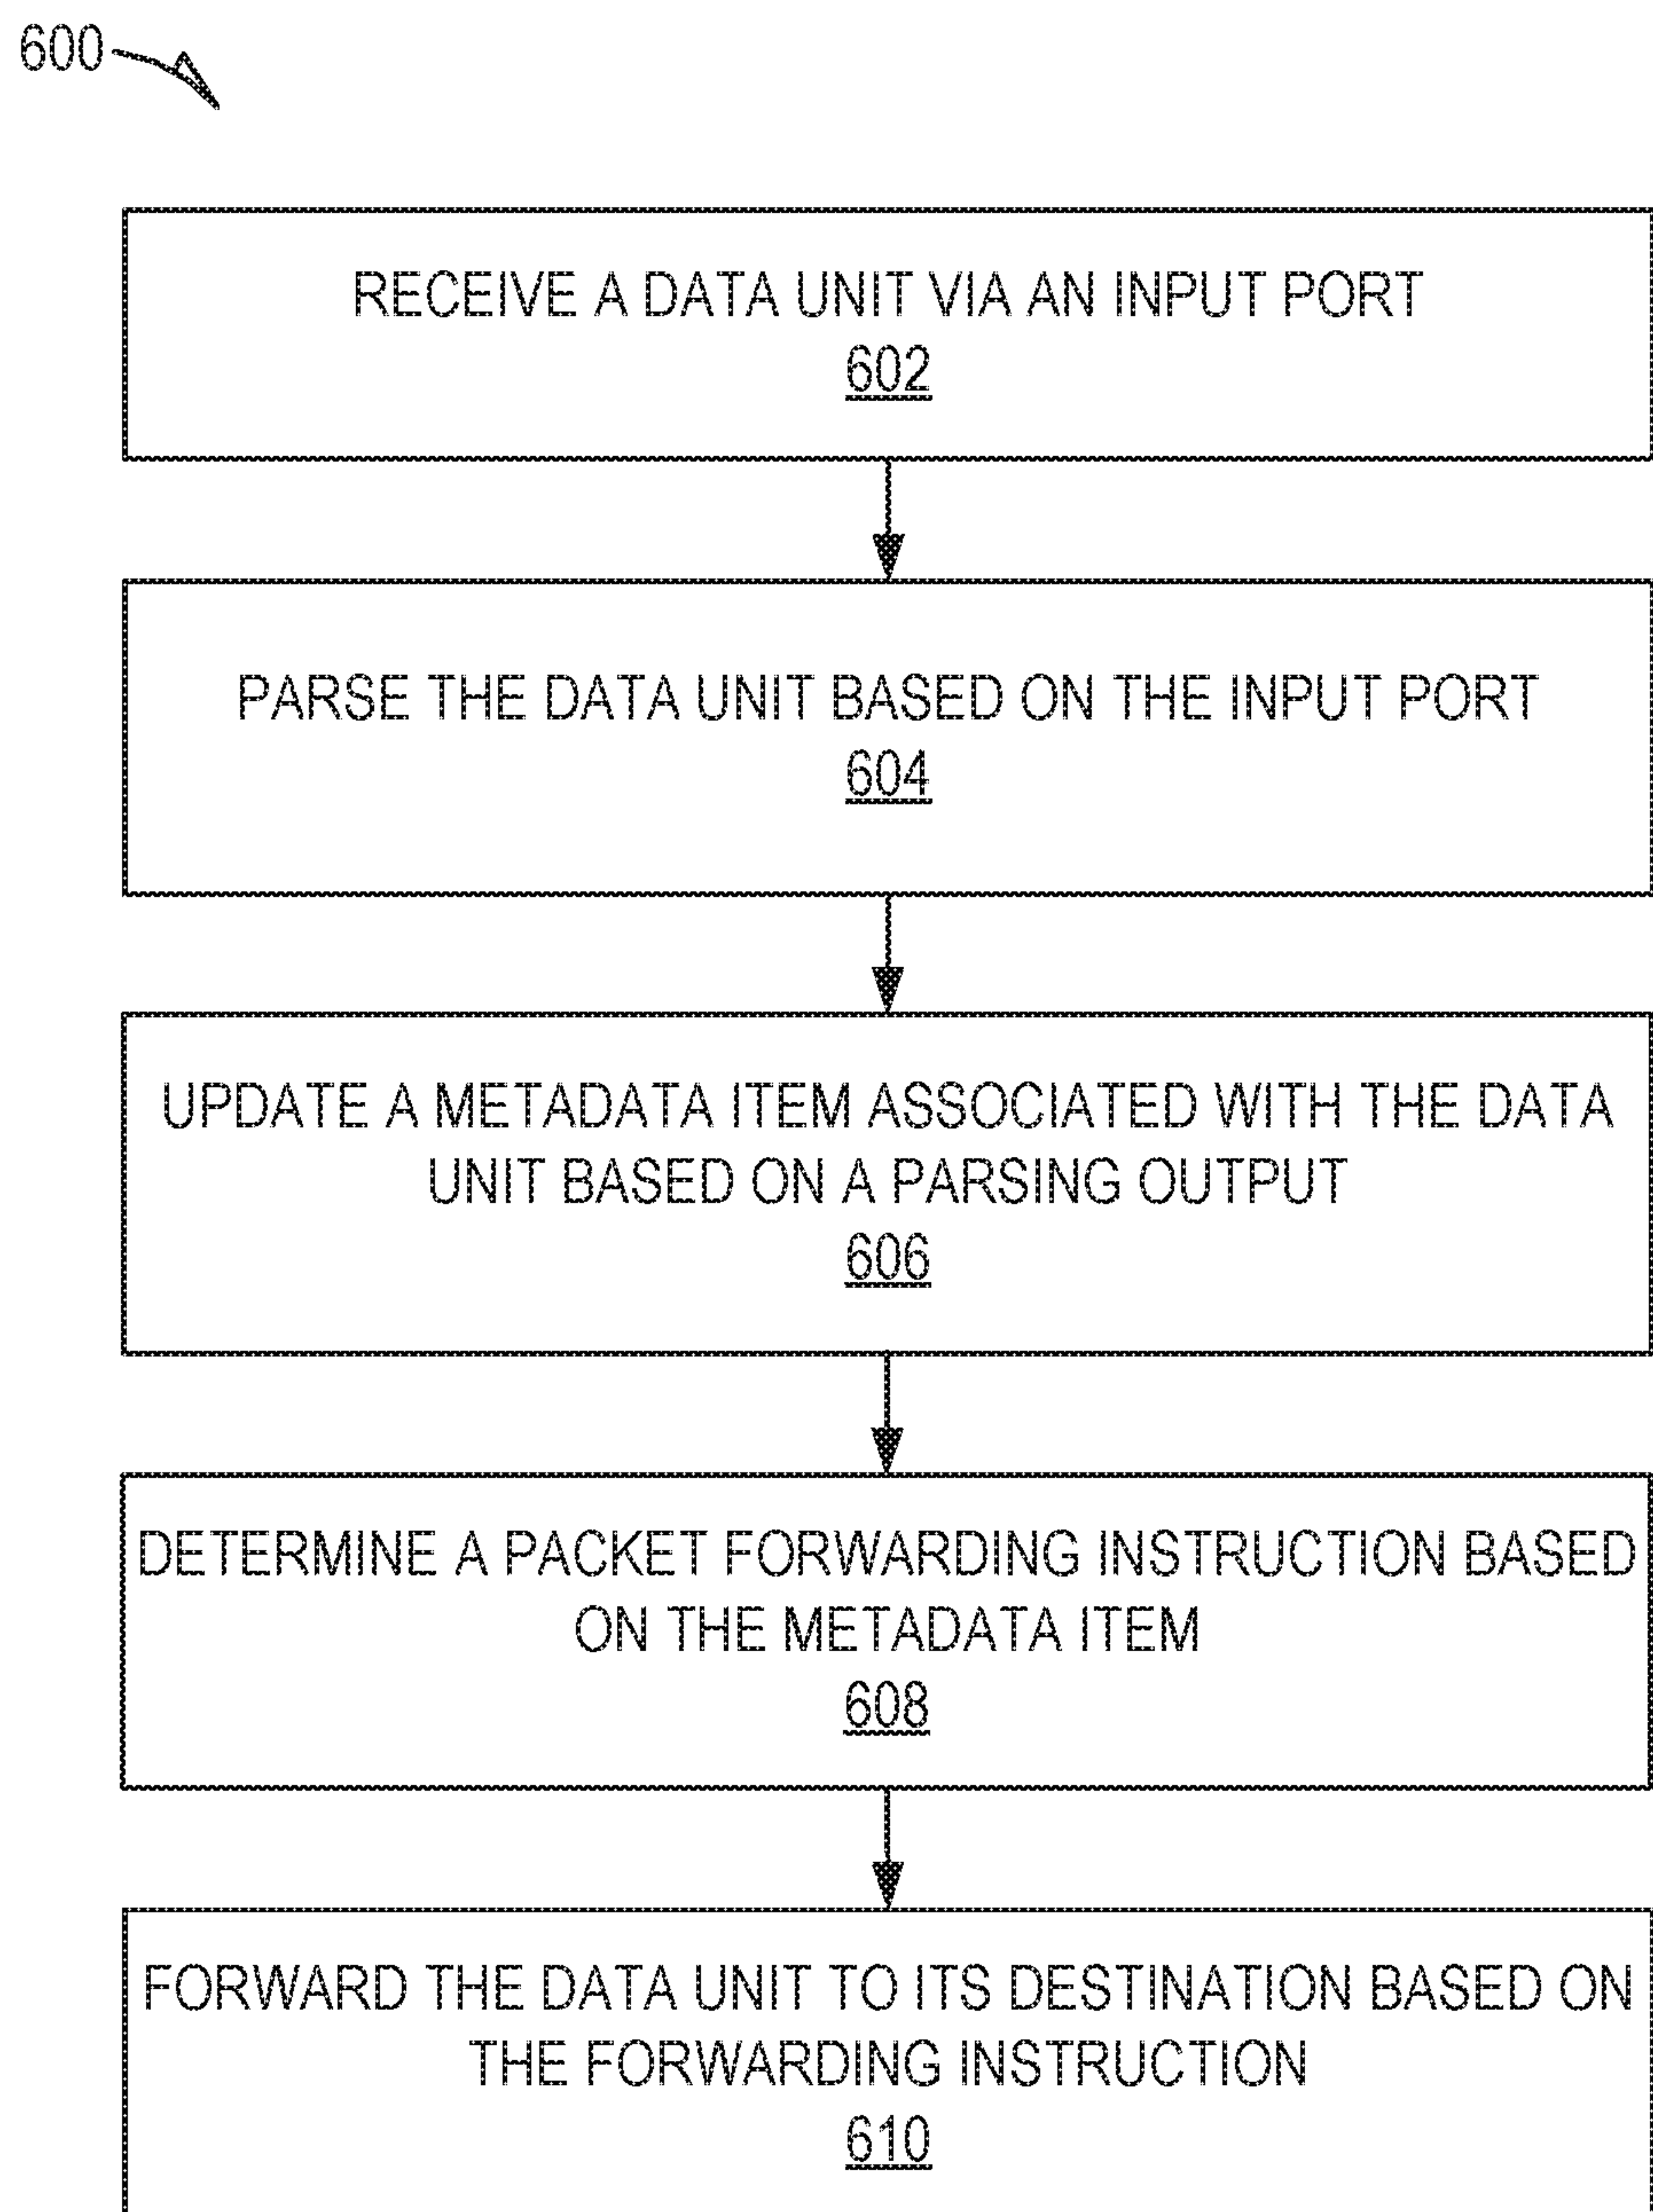 600
RECEIVE A DATA UNIT VIA AN INPUT PORT
602
PARSE THE DATA UNIT BASED ON THE INPUT PORT
604
UPDATE A METADATA ITEM ASSOCIATED WITH THE DATA
UNIT BASED ON A PARSING OUTPUT
606
DETERMINE A PACKET FORWARDING INSTRUCTION BASED
ON THE METADATA ITEM
608
FORWARD THE DATA UNIT TO ITS DESTINATION BASED ON
THE FORWARDING INSTRUCTION
610